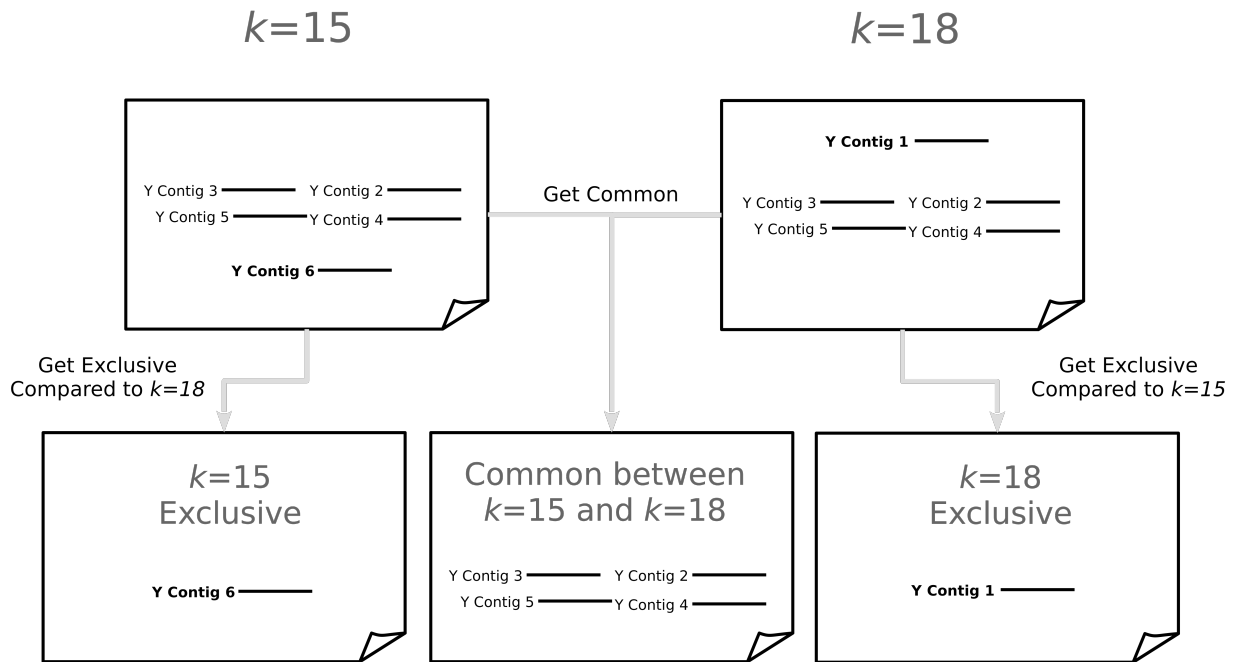 k=15
k=18
Y Contig 3
Y Contig 2
Y Contig 5
Y Contig 4
Y Contig 6
Get Common
Y Contig 1
Y Contig 3
Y Contig 2
Y Contig 5
Y Contig 4
Get Exclusive
Compared to k=18
Get Exclusive
Compared to k=15
k=15
Exclusive
Y Contig 6
Common between
k=15 and k=18
Y Contig 3
Y Contig 2
Y Contig 5
Y Contig 4
k=18
Exclusive
Y Contig 1